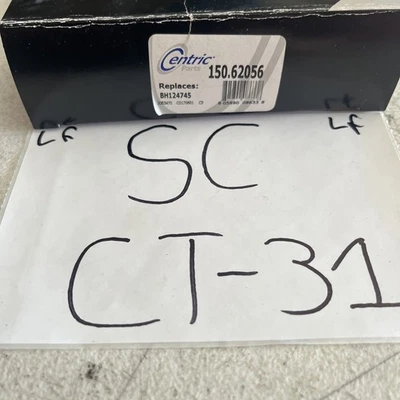 Centric
Parts
150.62056
Replaces:
BH124745
Lf
Lf
SC
CT-31